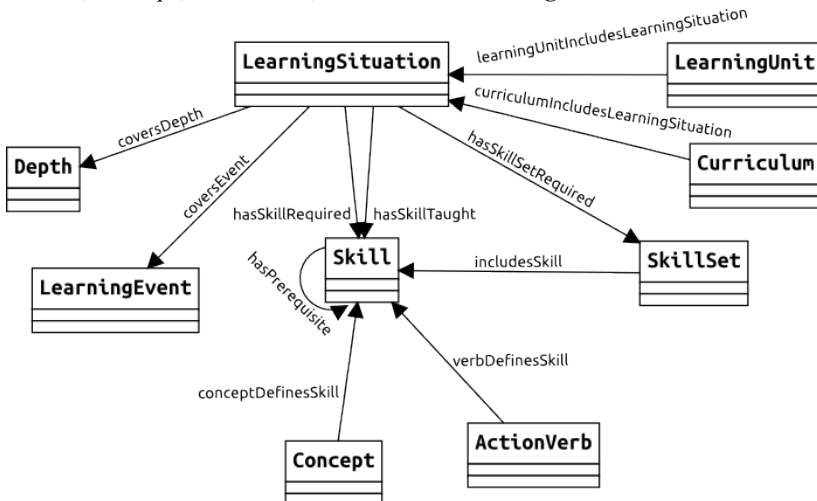 learningUnitIncludesLearningSituation
LearningSituation
LearningUnit
curriculumIncludesLearningSituation
coversDepth
hasSkillSetRequired
Depth
Curriculum
coversEvent
hasSkillRequired
hasSkillTaught
Skill
SkillSet
hasPrerequisite
includesSkill
LearningEvent
verbDefinesSkill
conceptDefinesSkill
ActionVerb
Concept